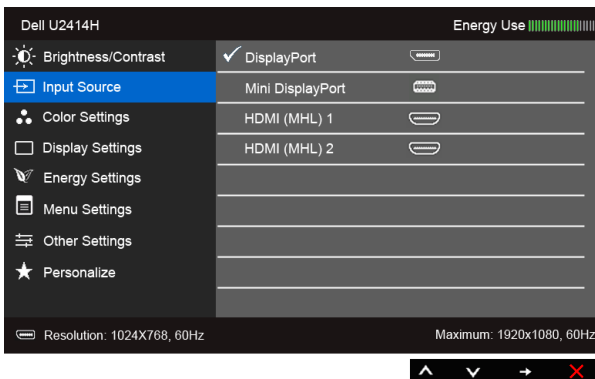 Dell U2414H
Energy Use
Brightness/Contrast
DisplayPort
Input Source
Mini DisplayPort
Color Settings
HDMI (MHL) 1
Display Settings
HDMI (MHL) 2
Energy Settings
Menu Settings
Other Settings
Personalize
Resolution: 1024X768, 60Hz
Maximum: 1920x1080, 60Hz